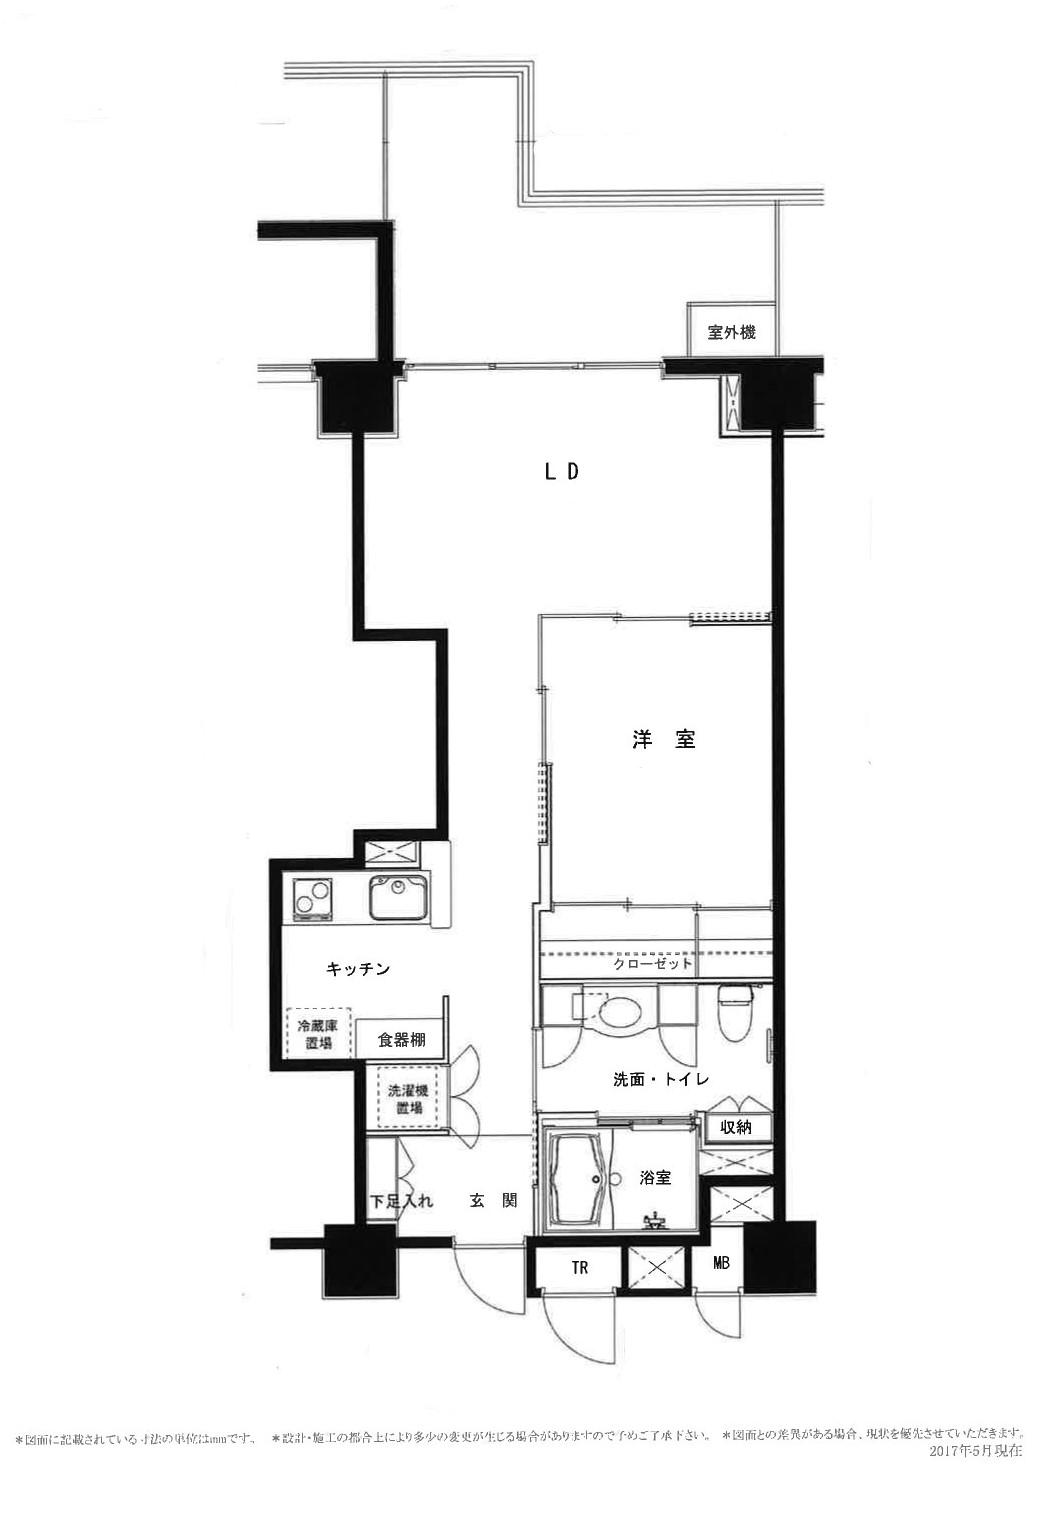 室外機
ＬＤ
洋　室
クローゼット
キッチン
冷蔵庫
置場
食器棚
洗面・トイレ
洗濯機
置場
収納
浴室
下足入れ
玄　関
TR
MB
＊図面に記載されている寸法の単位はmmです。　＊設計・施工の都合上により多少の変更が生じる場合がありますので予めご了承下さい。　＊図面との差異がある場合、現状を優先させていただきます。
2017年5月現在